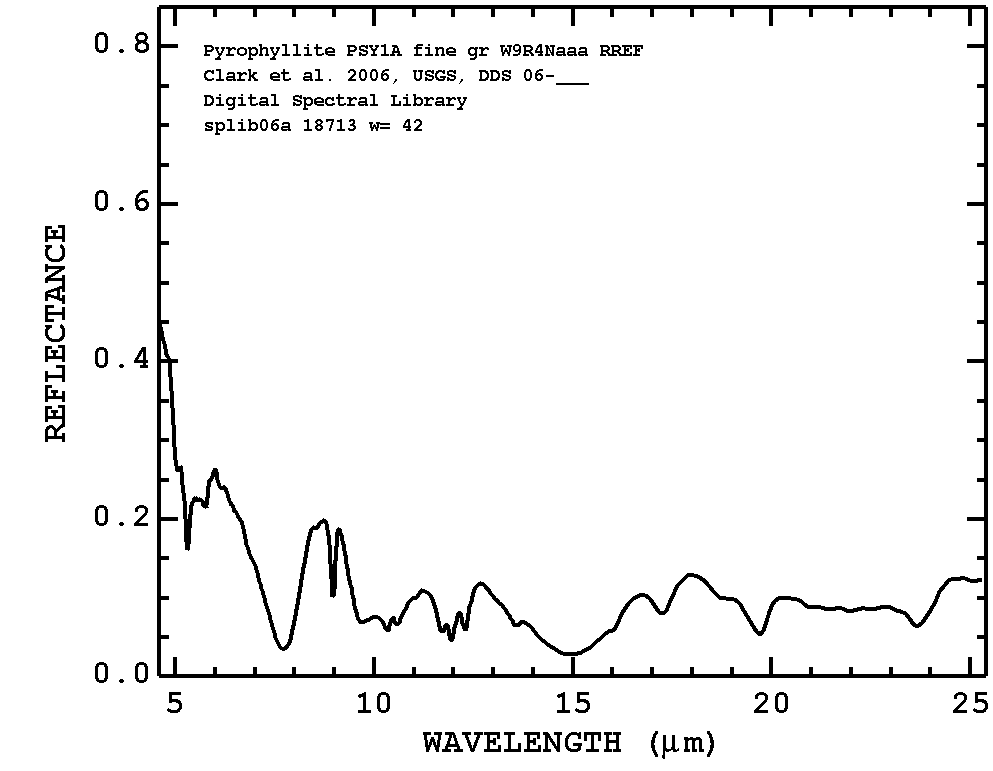 Pyrophyllite PSY1A fine gr W9R4Naaa RREF
Clark et al. 2006, USGS, DDS 06-___
Digital Spectral Library
splib06a 18713 w= 42
REFLECTANCE
0.8
0.6
0.4
0.2
0.0
5 10 15 20 25
WAVELENGTH (μm)